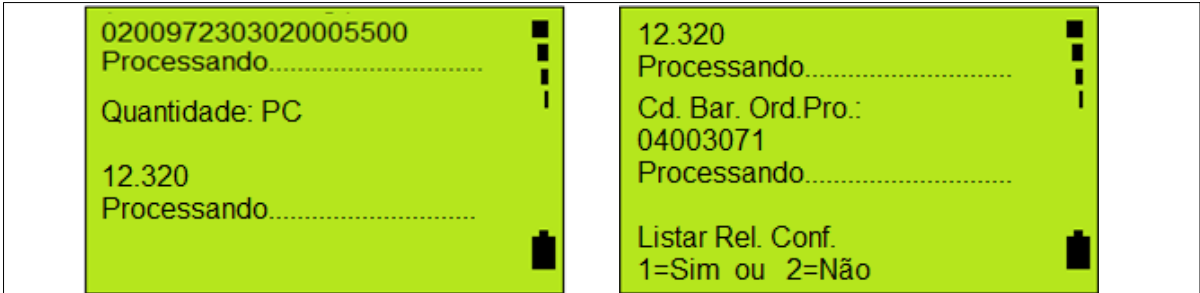 0200972303020005500
Processando...........................
Quantidade: PC
12.320
Processando...........................
12.320
Processando...........................
Cd. Bar. Ord.Pro.:
04003071
Processando...........................
Listar Rel. Conf.
1=Sim ou 2=Não